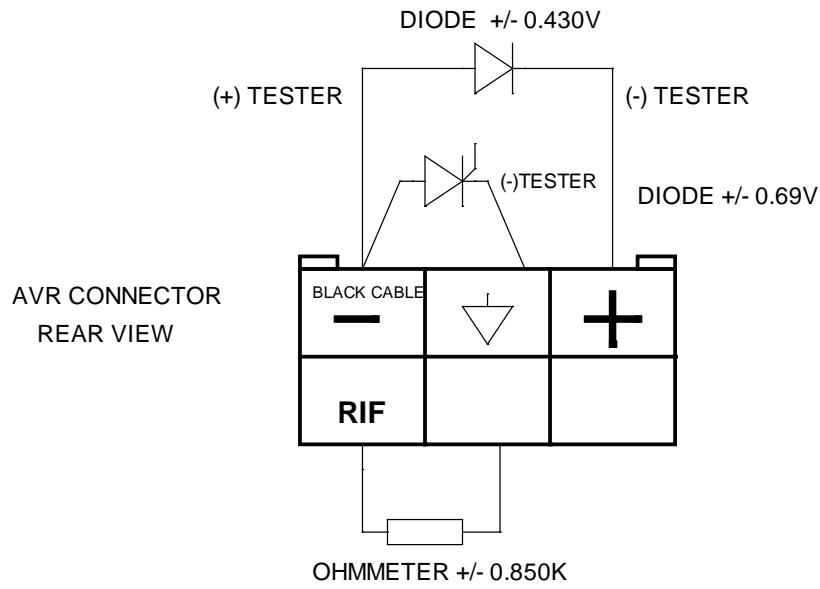 DIODE +/- 0.430V
(+) TESTER
(-) TESTER
(-)TESTER
DIODE +/- 0.69V
AVR CONNECTOR
REAR VIEW
BLACK CABLE
RIF
OHMMETER +/- 0.850K